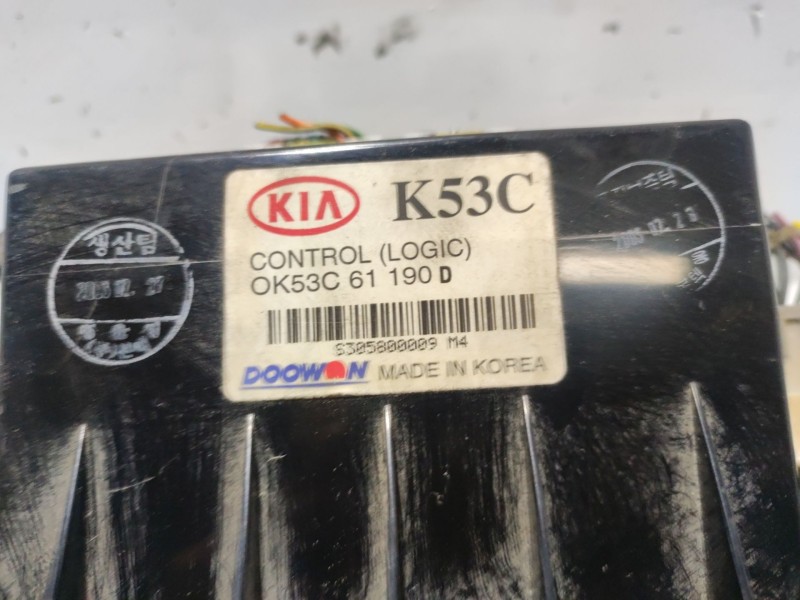 KIA K53C
CONTROL (LOGIC)
OK53C 61 190 D
S305800009 M4
DOOWON MADE IN KOREA
생산팀